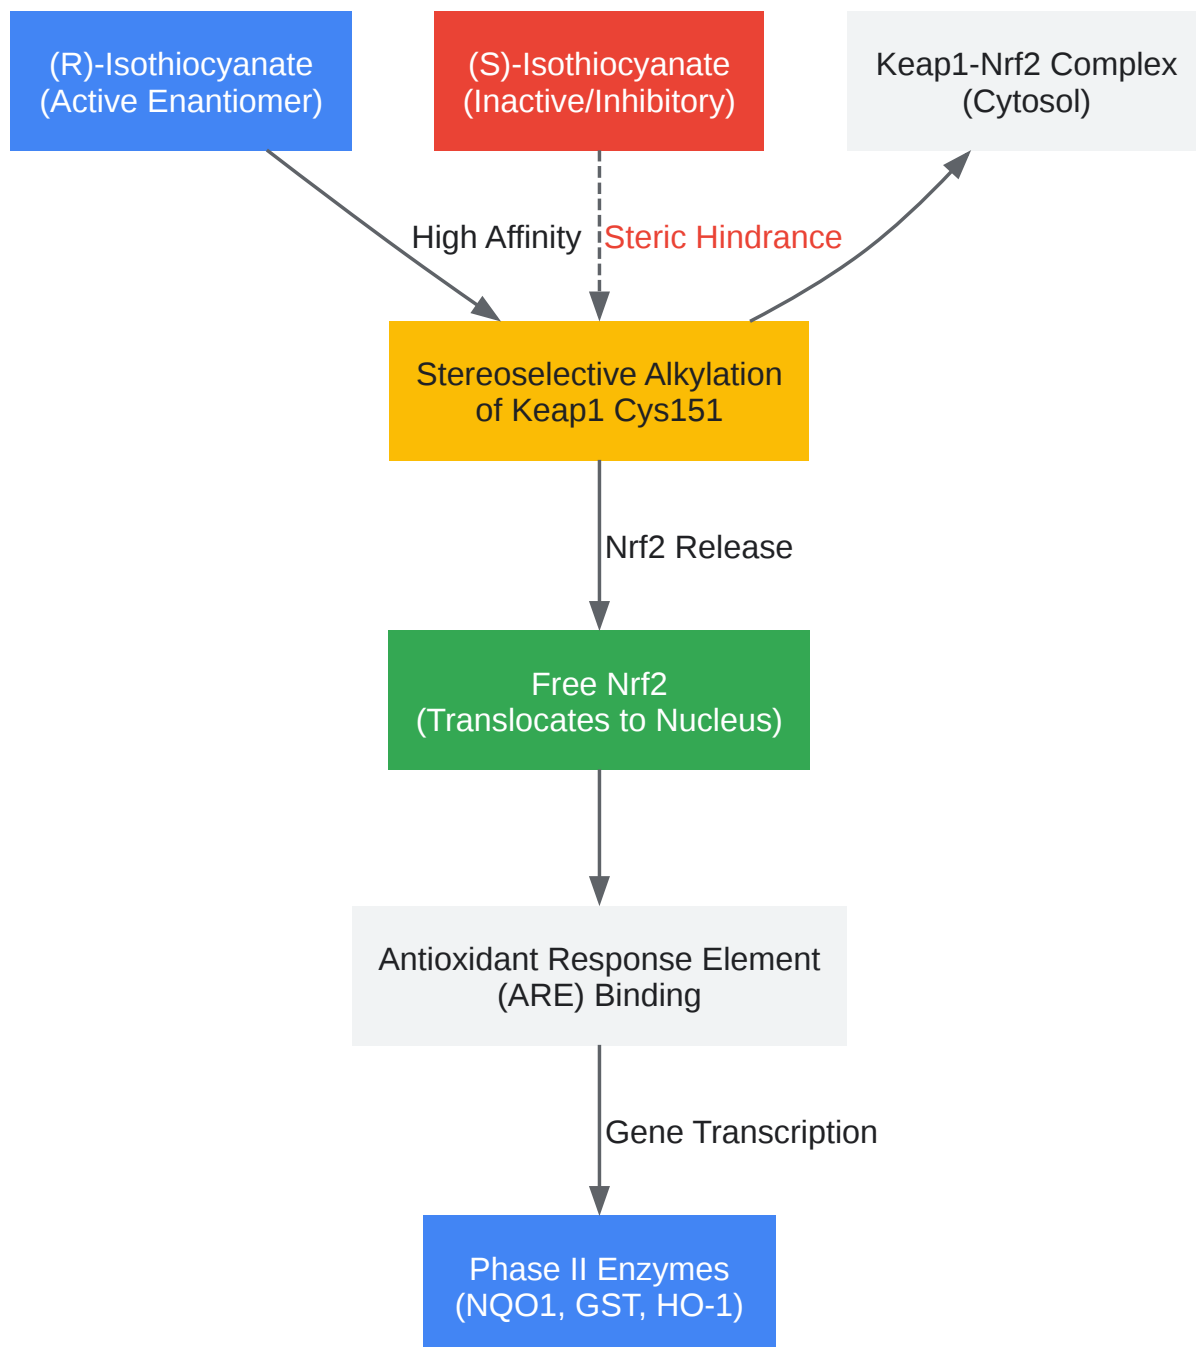 (R)-Isothiocyanate
(Active Enantiomer)
(S)-Isothiocyanate
(Inactive/Inhibitory)
Keap1-Nrf2 Complex
(Cytosol)
High Affinity
Steric Hindrance
Stereoselective Alkylation
of Keap1 Cys151
Nrf2 Release
Free Nrf2
(Translocates to Nucleus)
Antioxidant Response Element
(ARE) Binding
Gene Transcription
Phase II Enzymes
(NQO1, GST, HO-1)